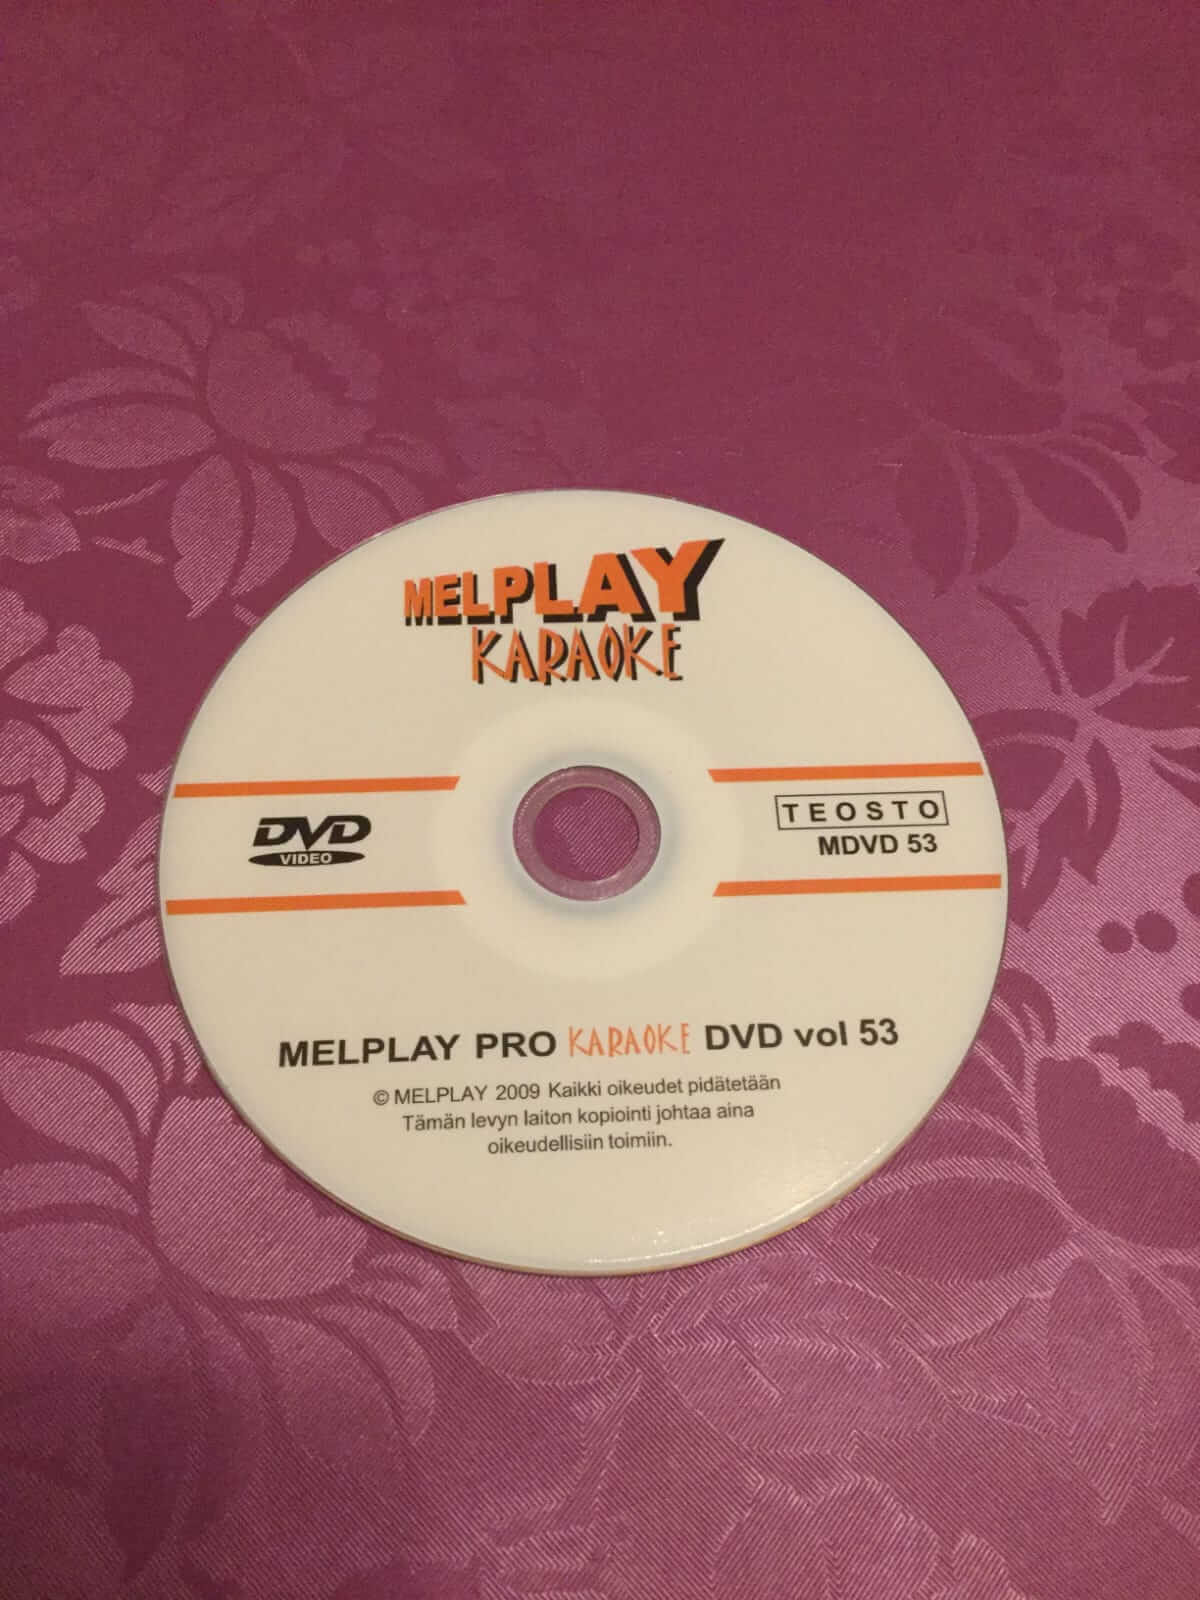 MELPLAY
KARAOKE
DVD
VIDEO
TEOSTO
MDVD 53
MELPLAY PRO KARAOKE DVD vol 53
© MELPLAY 2009 Kaikki oikeudet pidätetään
Tämän levyn laiton kopiointi johtaa aina
oikeudellisiin toimiin.